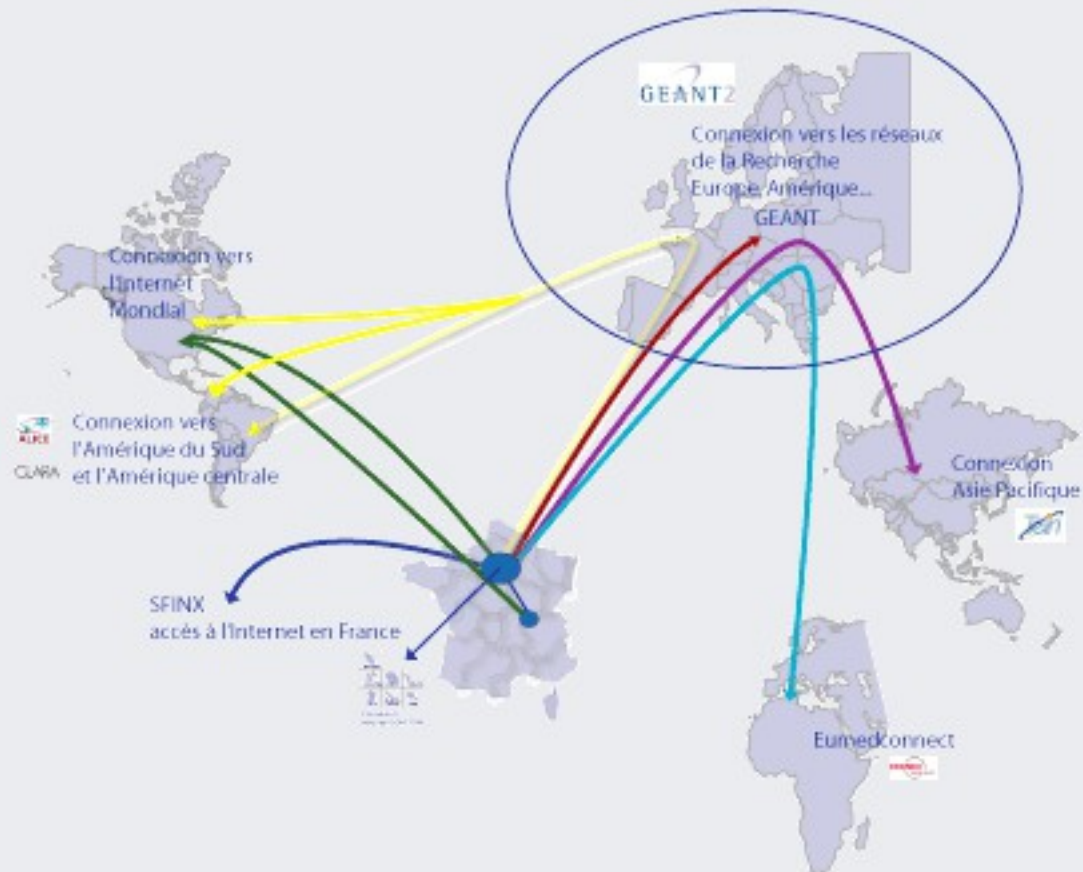 GEANT2
Connexion vers les réseaux
de la Recherche
Europe, Amérique...
GEANT
Connexion vers
l'Internet
Mondial
ALICE
CLARA
Connexion vers
l'Amérique du Sud
et l'Amérique centrale
Connexion
Asie Pacifique
SFINX
accès à l'Internet en France
Eumedconnect